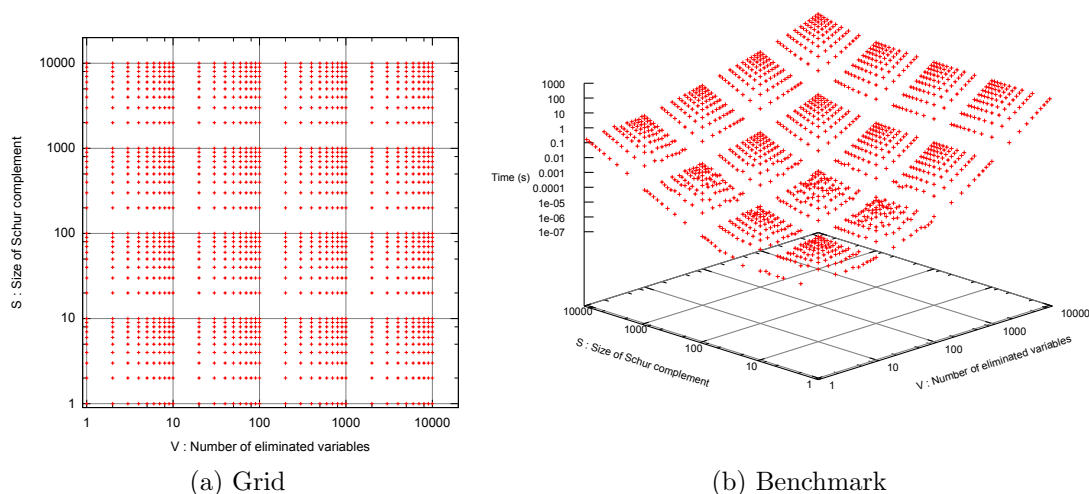 10000
1000
100
10
1
S : Size of Schur complement
1 10 100 1000 10000
V : Number of eliminated variables
(a) Grid
1000
100
10
1
0.1
0.01
0.001
Time (s)
0.0001
1e-05
1e-06
1e-07
10000
1000
100
10
1
S : Size of Schur complement
1
10
100
1000
10000
V : Number of eliminated variables
(b) Benchmark